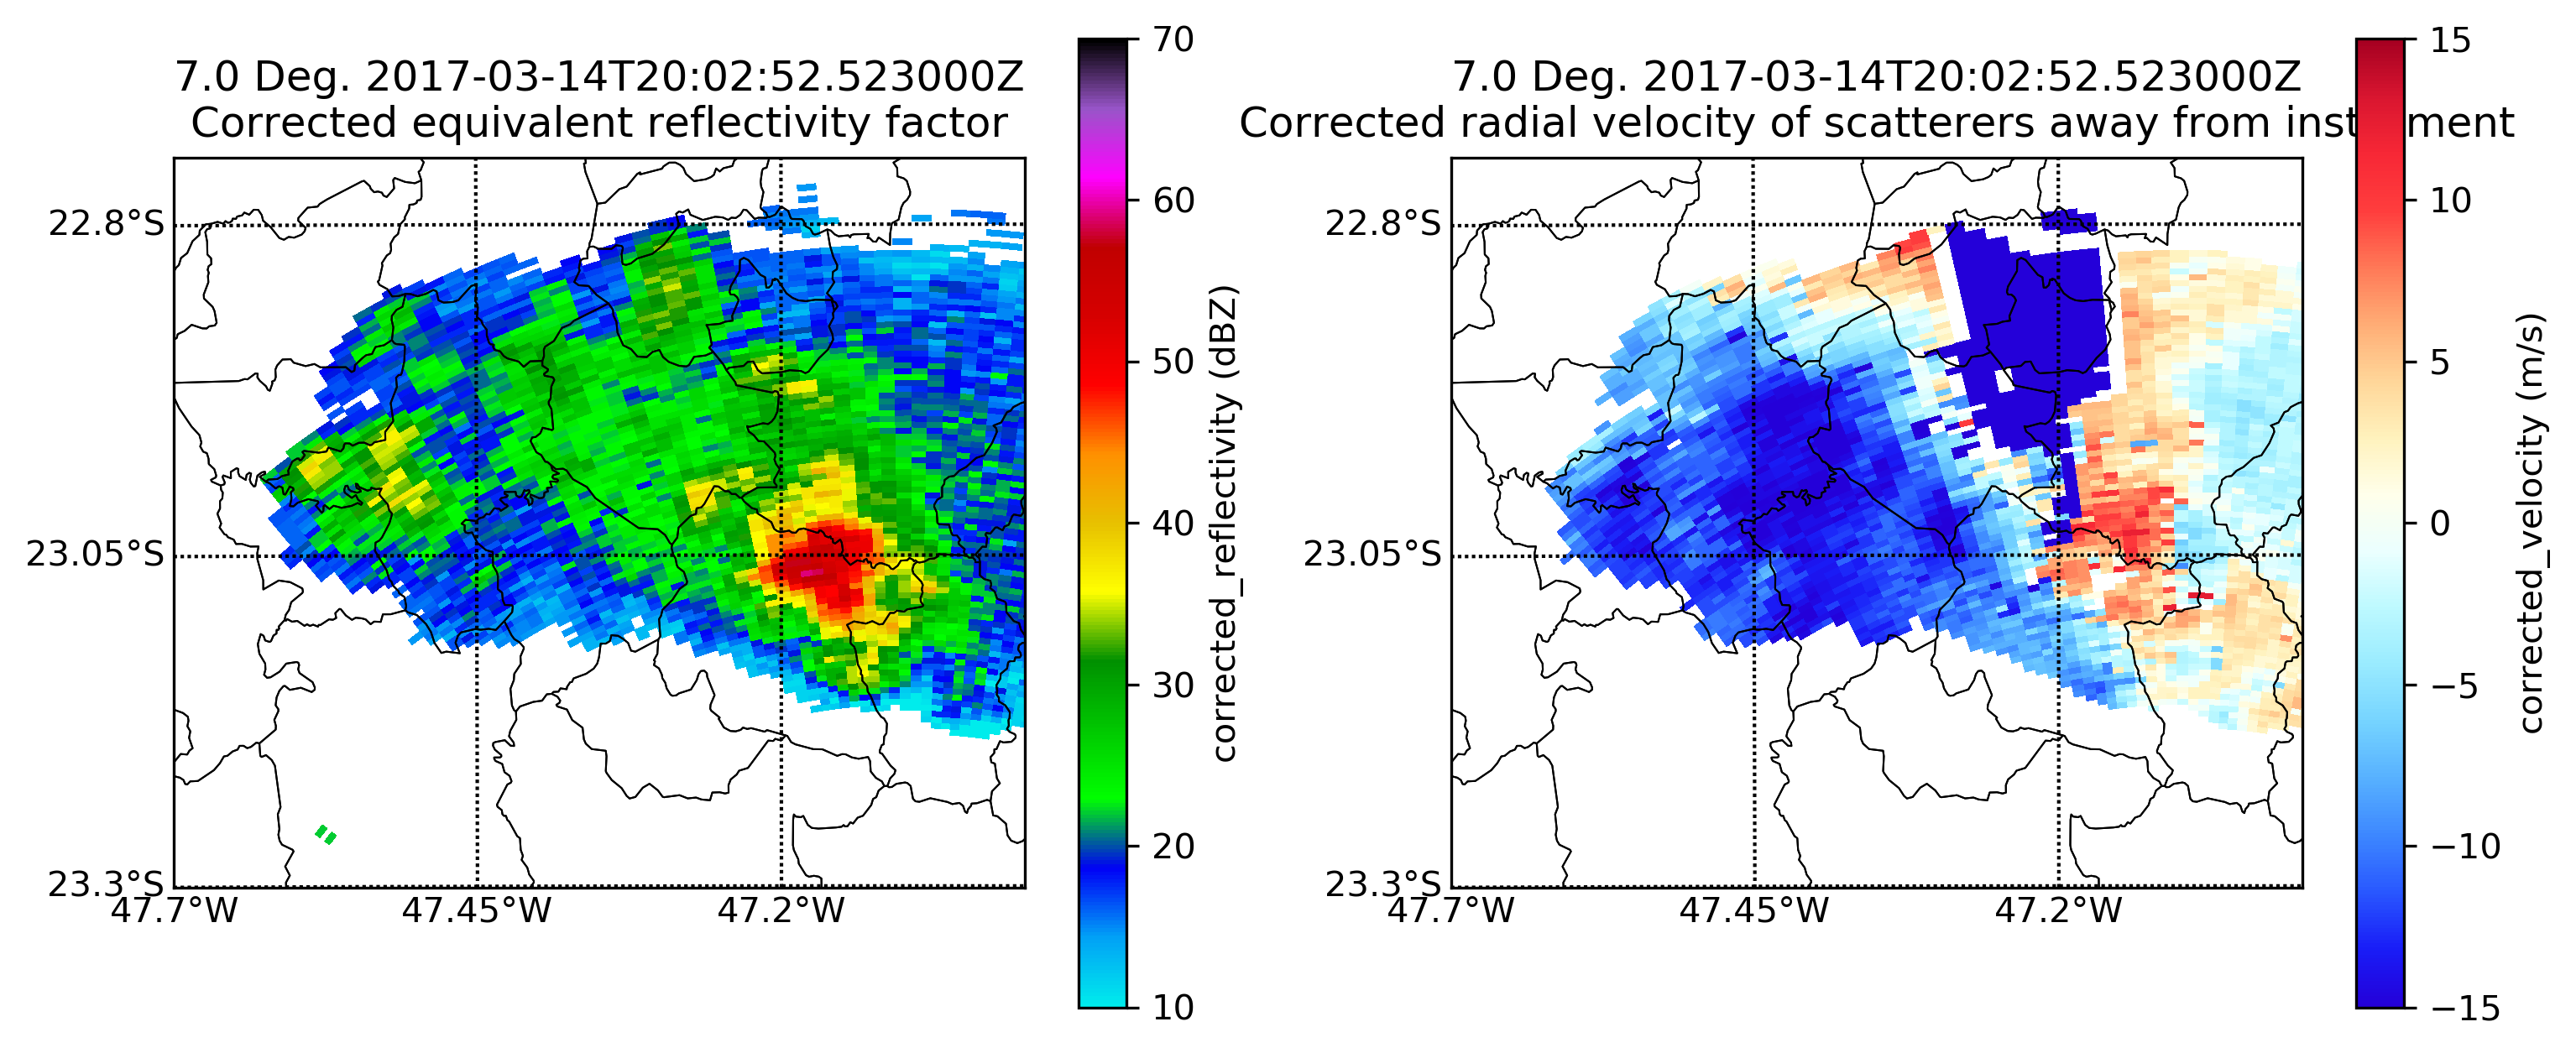 7.0 Deg. 2017-03-14T20:02:52.523000Z
Corrected equivalent reflectivity factor
22.8°S
23.05°S
23.3°S
47.7°W
47.45°W
47.2°W
70
60
50
40
30
20
10
corrected_reflectivity (dBZ)
7.0 Deg. 2017-03-14T20:02:52.523000Z
Corrected radial velocity of scatterers away from inst ment
22.8°S
23.05°S
23.3°S
47.7°W
47.45°W
47.2°W
15
10
5
0
−5
−10
−15
corrected_velocity (m/s)